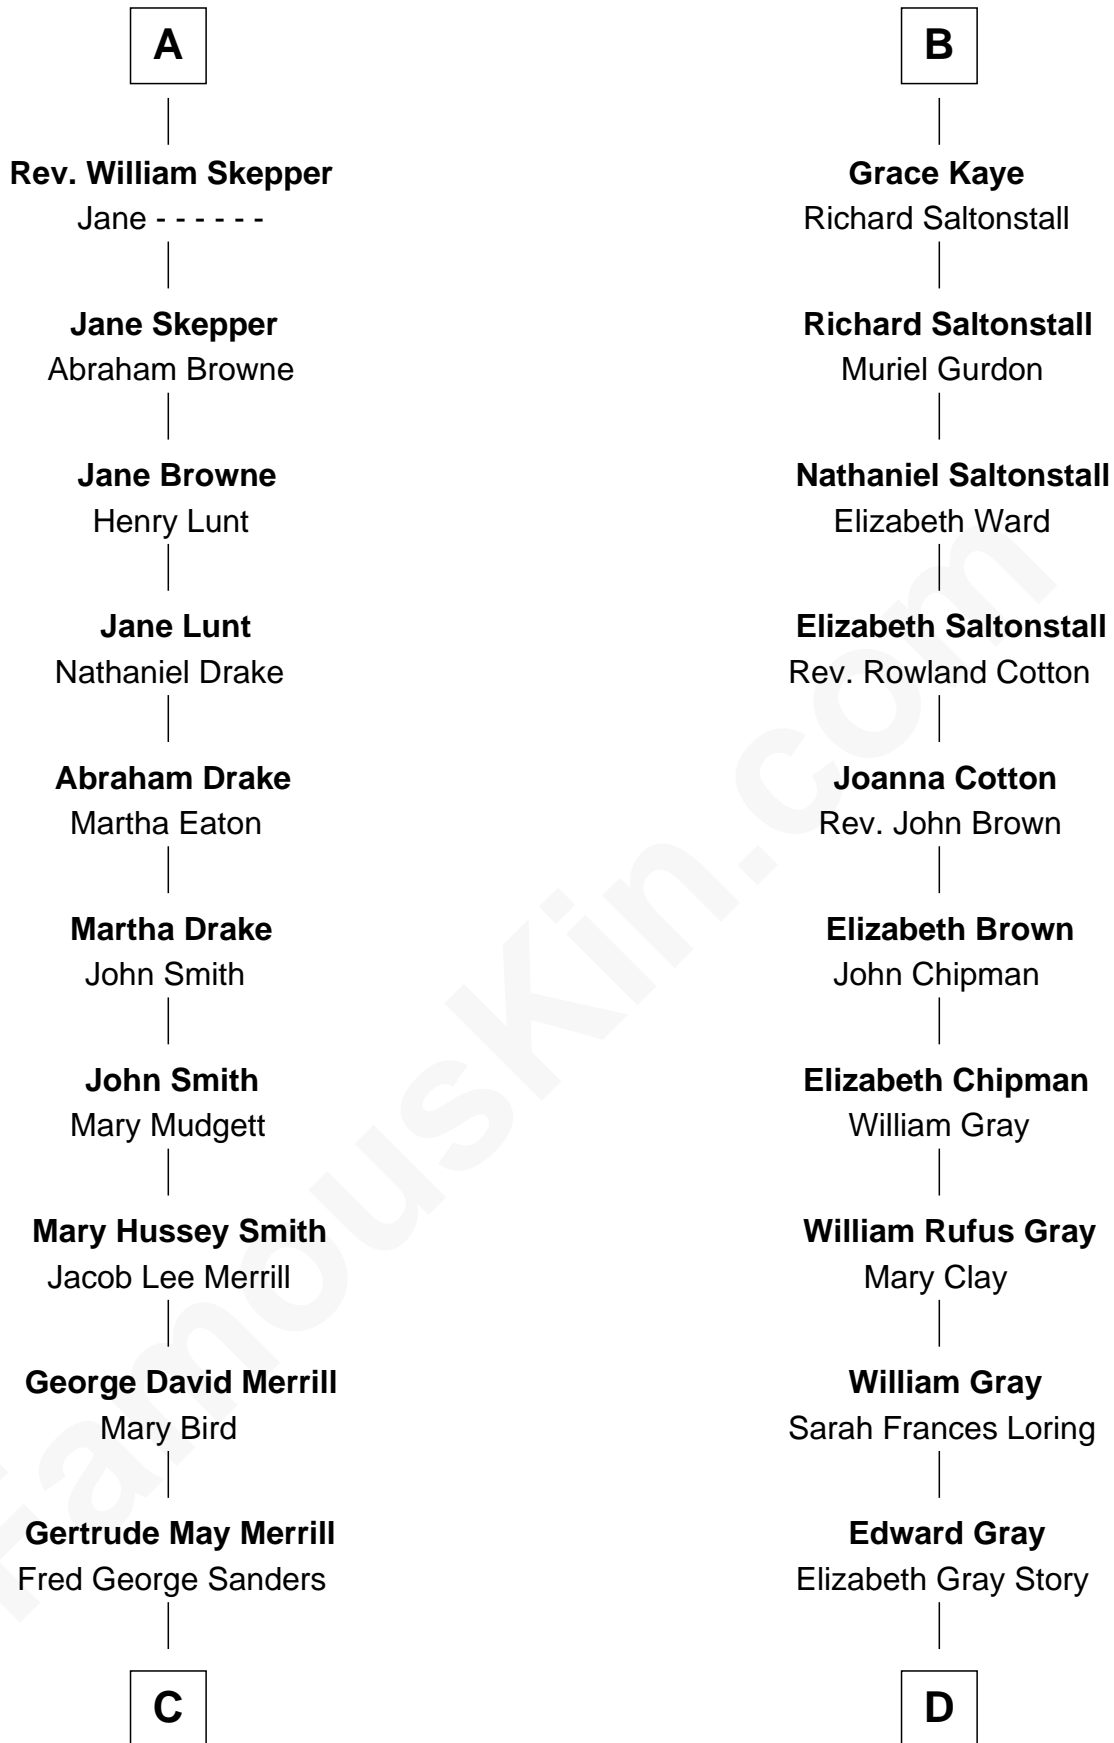 A
Rev. William Skepper
Jane - - - - - -
Jane Skepper
Abraham Browne
Jane Browne
Henry Lunt
Jane Lunt
Nathaniel Drake
Abraham Drake
Martha Eaton
Martha Drake
John Smith
John Smith
Mary Mudgett
Mary Hussey Smith
Jacob Lee Merrill
George David Merrill
Mary Bird
Gertrude May Merrill
Fred George Sanders
C
B
Grace Kaye
Richard Saltonstall
Richard Saltonstall
Muriel Gurdon
Nathaniel Saltonstall
Elizabeth Ward
Elizabeth Saltonstall
Rev. Rowland Cotton
Joanna Cotton
Rev. John Brown
Elizabeth Brown
John Chipman
Elizabeth Chipman
William Gray
William Rufus Gray
Mary Clay
William Gray
Sarah Frances Loring
Edward Gray
Elizabeth Gray Story
D
FamousKin.com